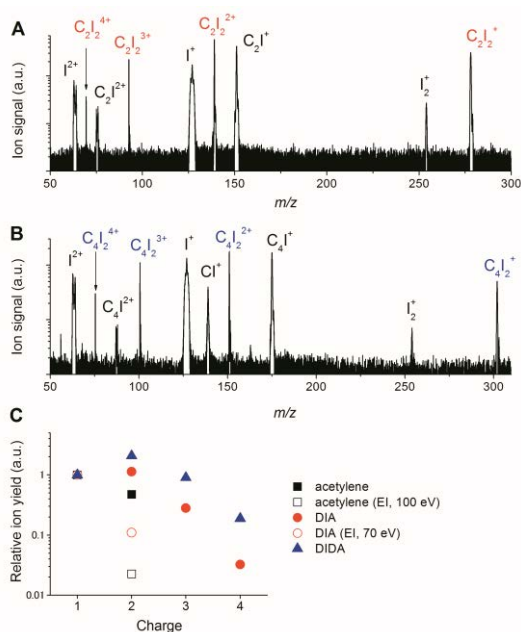 A
C₂I₂⁴⁺ C₂I₂³⁺ C₂I₂²⁺ C₂I₂⁺
I²⁺ C₂I²⁺ I⁺ C₂I⁺ I₂⁺
Ion signal (a.u.)
50 100 150 200 250 300
m/z
B
C₄I₂⁴⁺ C₄I₂³⁺ C₄I₂²⁺ C₄I₂⁺
I²⁺ C₄I²⁺ I⁺ CI⁺ C₄I⁺ I₂⁺
Ion signal (a.u.)
50 100 150 200 250 300
m/z
C
Relative ion yield (a.u.)
1
0.1
0.01
1 2 3 4
Charge
acetylene
acetylene (EI, 100 eV)
DIA
DIA (EI, 70 eV)
DIDA